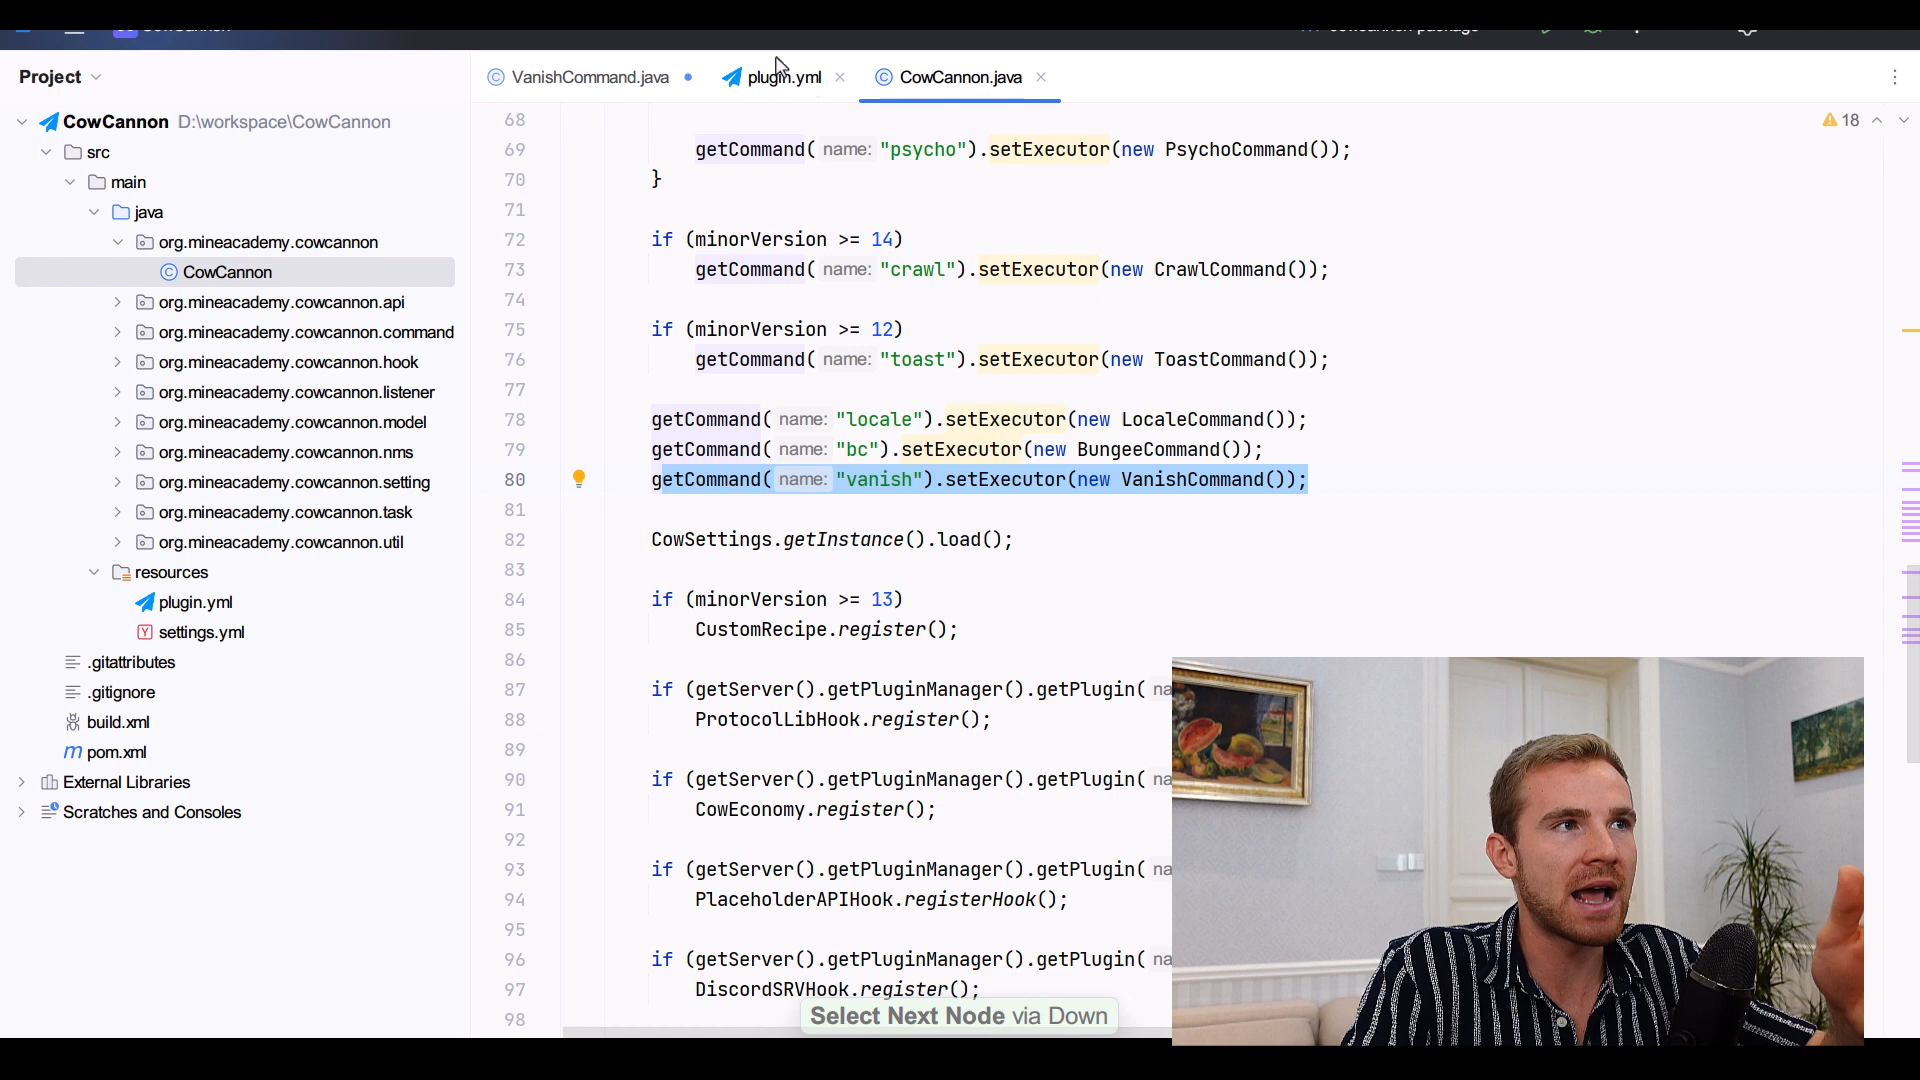 Project
VanishCommand.java
plugin.yml
CowCannon.java
CowCannon D:\workspace\CowCannon
src
main
java
org.mineacademy.cowcannon
CowCannon
org.mineacademy.cowcannon.api
org.mineacademy.cowcannon.command
org.mineacademy.cowcannon.hook
org.mineacademy.cowcannon.listener
org.mineacademy.cowcannon.model
org.mineacademy.cowcannon.nms
org.mineacademy.cowcannon.setting
org.mineacademy.cowcannon.task
org.mineacademy.cowcannon.util
resources
plugin.yml
settings.yml
.gitattributes
.gitignore
build.xml
pom.xml
External Libraries
Scratches and Consoles
18
68
69 getCommand( name: "psycho").setExecutor(new PsychoCommand());
70 }
71
72 if (minorVersion >= 14)
73 getCommand( name: "crawl").setExecutor(new CrawlCommand());
74
75 if (minorVersion >= 12)
76 getCommand( name: "toast").setExecutor(new ToastCommand());
77
78 getCommand( name: "locale").setExecutor(new LocaleCommand());
79 getCommand( name: "bc").setExecutor(new BungeeCommand());
80 getCommand( name: "vanish").setExecutor(new VanishCommand());
81
82 CowSettings.getInstance().load();
83
84 if (minorVersion >= 13)
85 CustomRecipe.register();
86
87 if (getServer().getPluginManager().getPlugin( na
88 ProtocolLibHook.register();
89
90 if (getServer().getPluginManager().getPlugin( na
91 CowEconomy.register();
92
93 if (getServer().getPluginManager().getPlugin( na
94 PlaceholderAPIHook.registerHook();
95
96 if (getServer().getPluginManager().getPlugin( na
97 DiscordSRVHook.register();
98
Select Next Node via Down